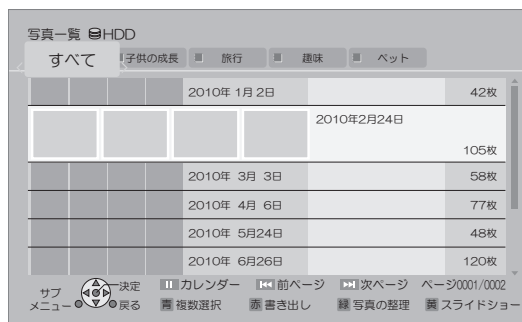 写真一覧 HDD
すべて 子供の成長 旅行 趣味 ペット
2010年 1月 2日 42枚
2010年2月24日
105枚
2010年 3月 3日 58枚
2010年 4月 6日 77枚
2010年 5月24日 48枚
2010年 6月26日 120枚
サブメニュー 決定 戻る
カレンダー 前ページ 次ページ ページ0001/0002
青 複数選択 赤 書き出し 緑 写真の整理 黄 スライドショー